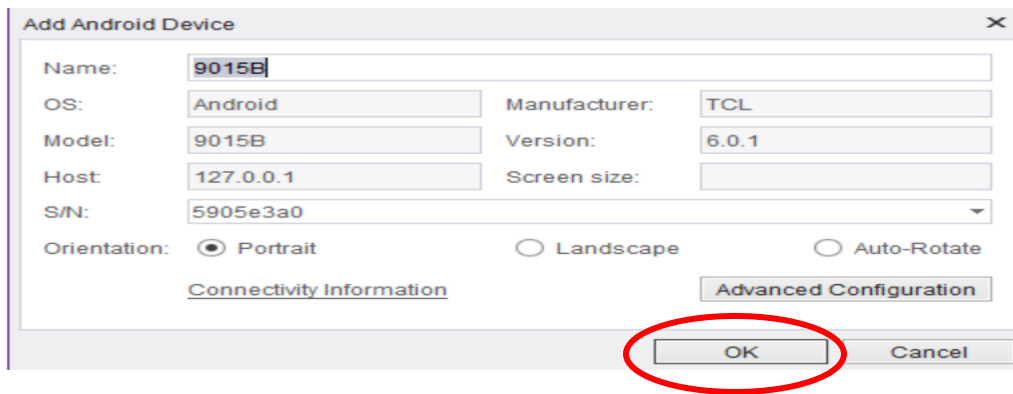 Add Android Device
Name: 9015B
OS: Android Manufacturer: TCL
Model: 9015B Version: 6.0.1
Host: 127.0.0.1 Screen size:
S/N: 5905e3a0
Orientation: Portrait Landscape Auto-Rotate
Connectivity Information Advanced Configuration
OK Cancel